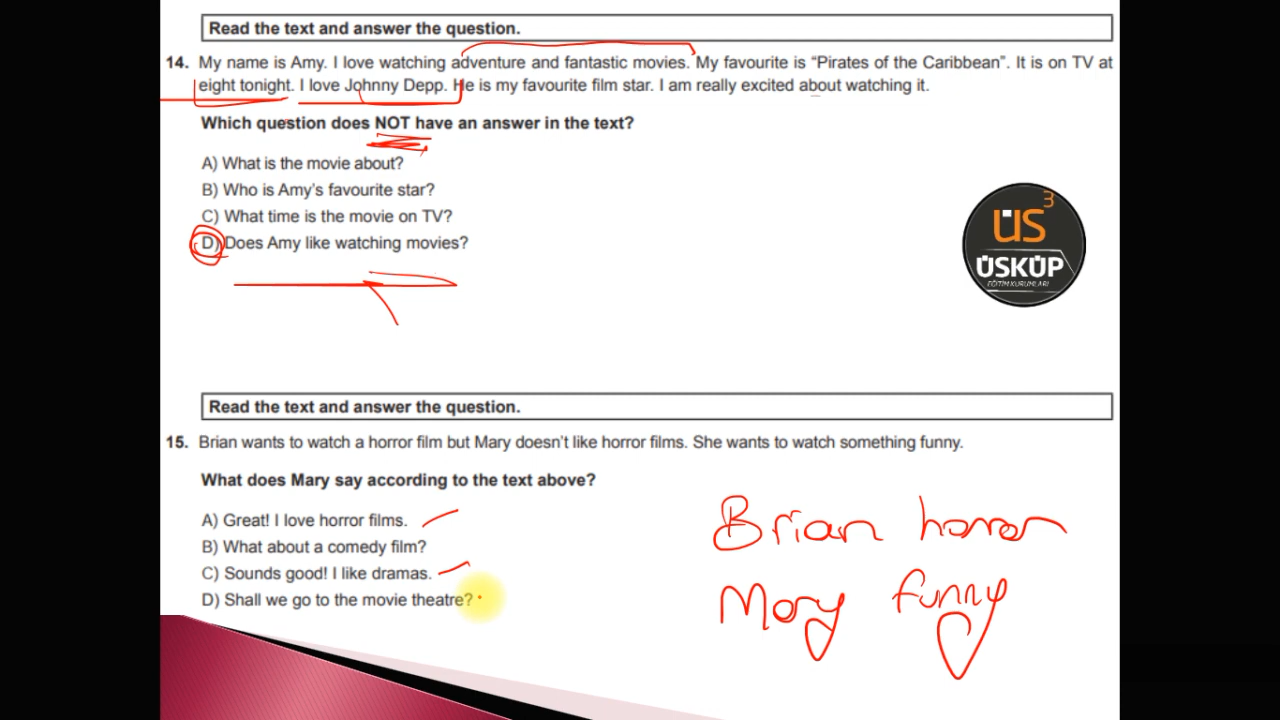 Read the text and answer the question.
14. My name is Amy. I love watching adventure and fantastic movies. My favourite is “Pirates of the Caribbean”. It is on TV at
eight tonight. I love Johnny Depp. He is my favourite film star. I am really excited about watching it.
Which question does NOT have an answer in the text?
A) What is the movie about?
B) Who is Amy’s favourite star?
C) What time is the movie on TV?
D) Does Amy like watching movies?
üs3
ÜSKÜP
EĞİTİM KURUMLARI
Read the text and answer the question.
15. Brian wants to watch a horror film but Mary doesn’t like horror films. She wants to watch something funny.
What does Mary say according to the text above?
A) Great! I love horror films.
B) What about a comedy film?
C) Sounds good! I like dramas.
D) Shall we go to the movie theatre?
Brian horror
Mary funny